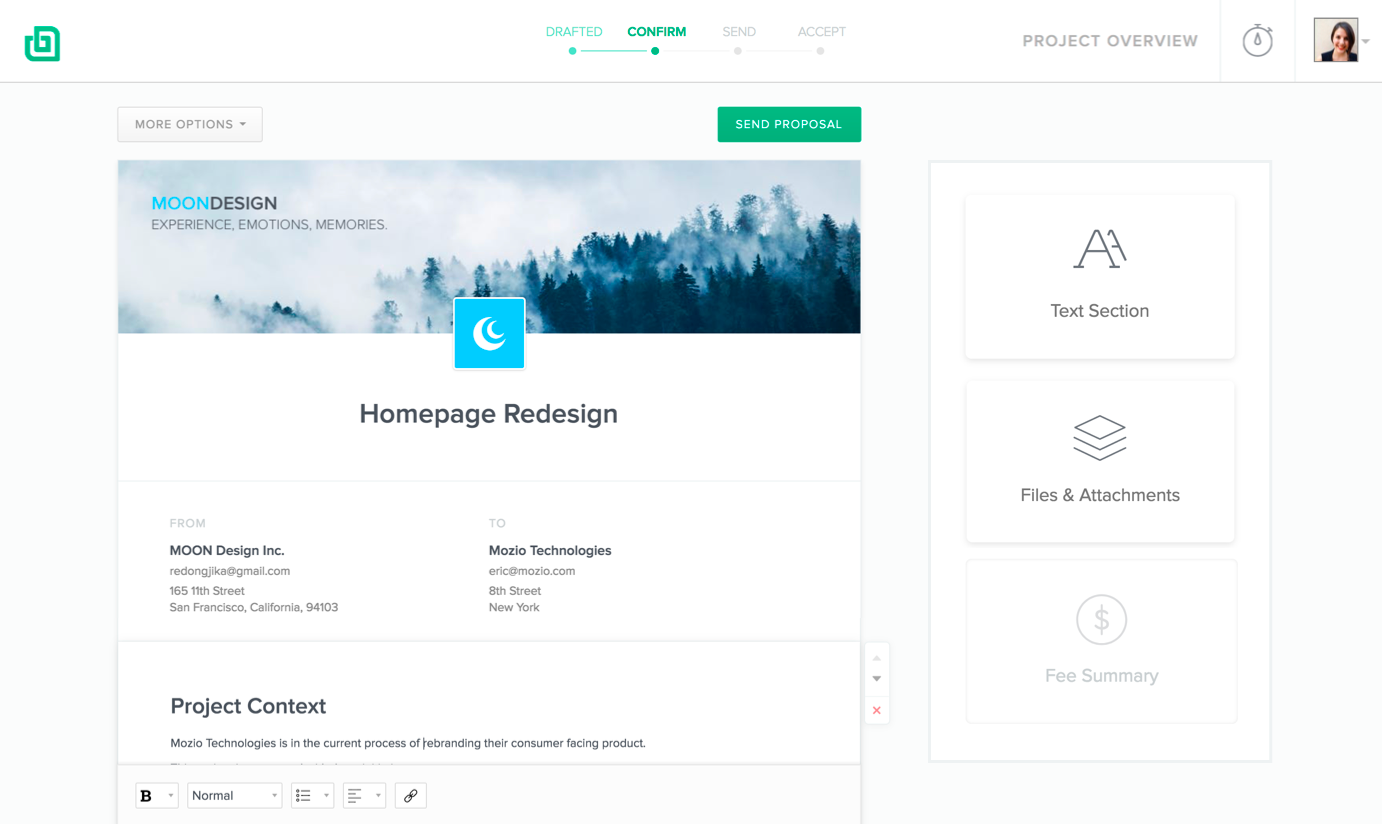 DRAFTED CONFIRM SEND ACCEPT
PROJECT OVERVIEW
MORE OPTIONS
SEND PROPOSAL
MOONDESIGN
EXPERIENCE, EMOTIONS, MEMORIES.
Homepage Redesign
FROM
MOON Design Inc.
redongjika@gmail.com
165 11th Street
San Francisco, California, 94103
TO
Mozio Technologies
eric@mozio.com
8th Street
New York
Project Context
Mozio Technologies is in the current process of rebranding their consumer facing product.
B
Normal
Text Section
Files & Attachments
$
Fee Summary